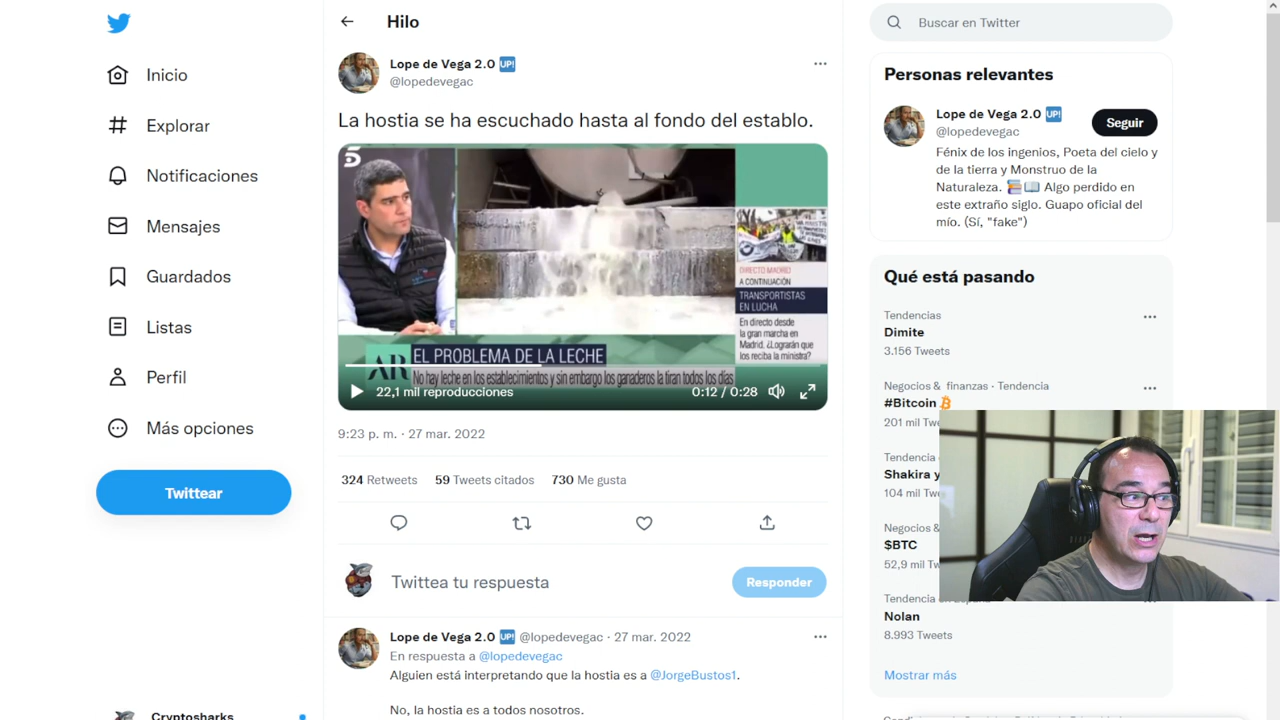 Inicio
Explorar
Notificaciones
Mensajes
Guardados
Listas
Perfil
Más opciones
Twittear
Cryptosharks
Hilo
Lope de Vega 2.0 UP!
@lopedevegac
La hostia se ha escuchado hasta al fondo del establo.
5
DIRECTO MADRID
A CONTINUACIÓN
TRANSPORTISTAS
EN LUCHA
En directo desde
la gran marcha en
Madrid. ¿Lograrán que
los reciba la ministra?
AR
EL PROBLEMA DE LA LECHE
No hay leche en los establecimientos y sin embargo los ganaderos la tiran todos los días
22,1 mil reproducciones
0:12 / 0:28
9:23 p. m. · 27 mar. 2022
324 Retweets 59 Tweets citados 730 Me gusta
Twittea tu respuesta
Responder
Lope de Vega 2.0 UP! @lopedevegac · 27 mar. 2022
En respuesta a @lopedevegac
Alguien está interpretando que la hostia es a @JorgeBustos1.
No, la hostia es a todos nosotros.
Buscar en Twitter
Personas relevantes
Lope de Vega 2.0 UP!
@lopedevegac
Seguir
Fénix de los ingenios, Poeta del cielo y
de la tierra y Monstruo de la
Naturaleza. Algo perdido en
este extraño siglo. Guapo oficial del
mío. (Sí, "fake")
Qué está pasando
Tendencias
Dimite
3.156 Tweets
Negocios & finanzas · Tendencia
#Bitcoin
201 mil Twe
Tendencia
Shakira y
104 mil Twe
Negocios &
$BTC
52,9 mil Tw
Tendencia
Nolan
8.993 Tweets
Mostrar más